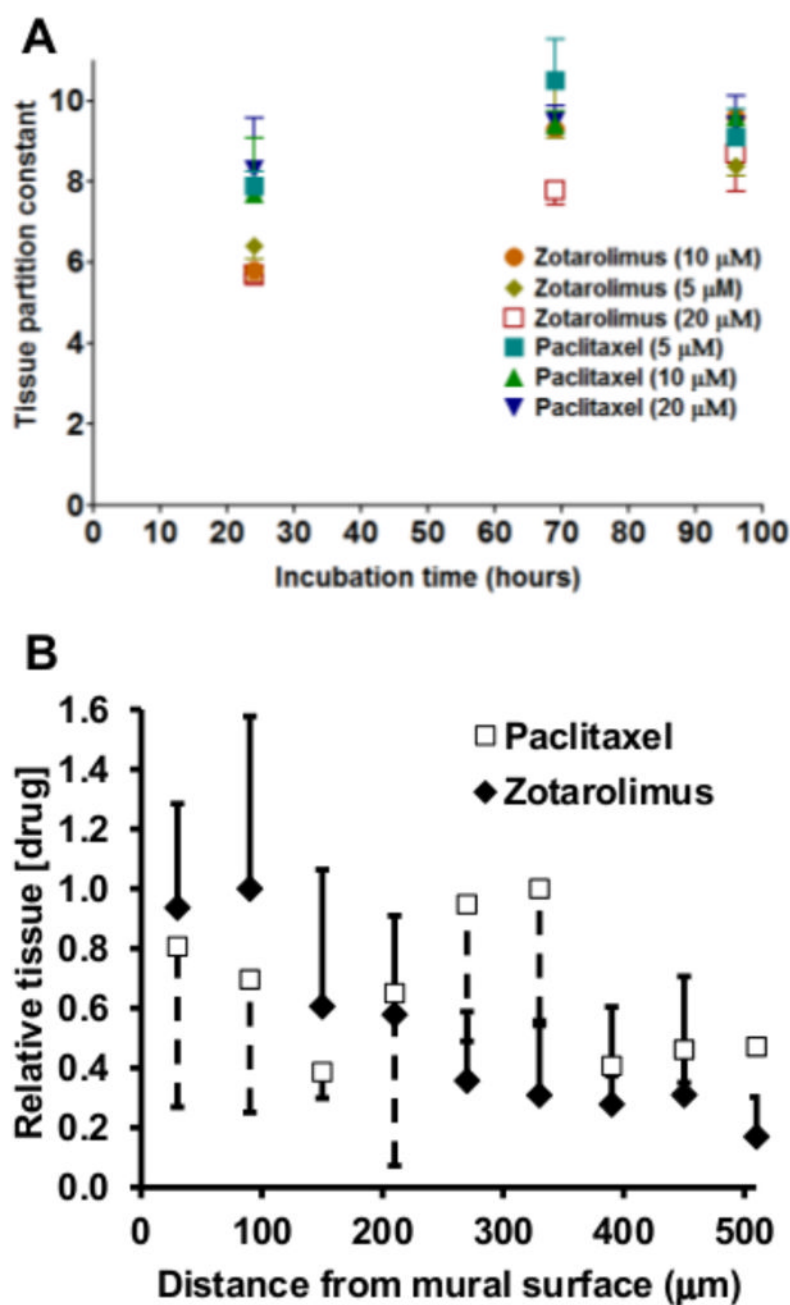 A
Tissue partition constant
10
8
6
4
2
0
Zotarolimus (10 μM)
Zotarolimus (5 μM)
Zotarolimus (20 μM)
Paclitaxel (5 μM)
Paclitaxel (10 μM)
Paclitaxel (20 μM)
0 10 20 30 40 50 60 70 80 90 100
Incubation time (hours)
B
Relative tissue [drug]
1.6
1.4
1.2
1.0
0.8
0.6
0.4
0.2
0.0
Paclitaxel
Zotarolimus
0 100 200 300 400 500
Distance from mural surface (μm)